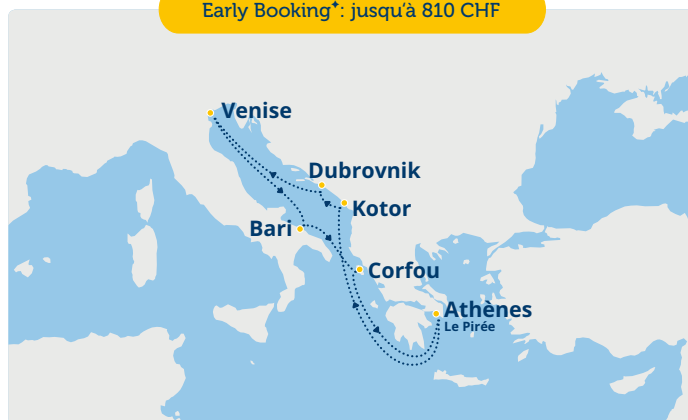 Early Booking✦: jusqu'à 810 CHF
Venise
Dubrovnik
Kotor
Bari
Corfou
Athènes
Le Pirée